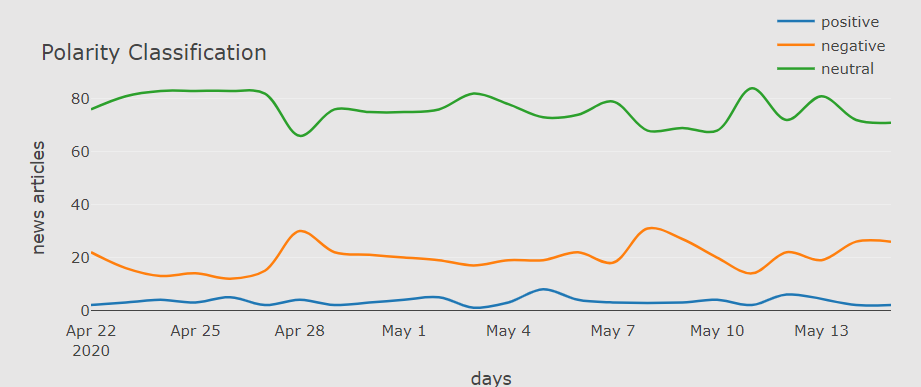 positive
negative
neutral
Polarity Classification
80
60
40
20
0
news articles
Apr 22
2020
Apr 25
Apr 28
May 1
May 4
May 7
May 10
May 13
days